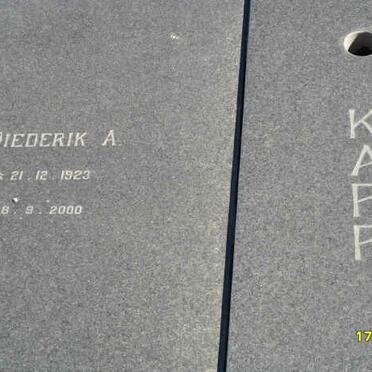 DIEDERIK A.
* 21 . 12 . 1923
8 . 9 . 2000
K
A
P
P
17